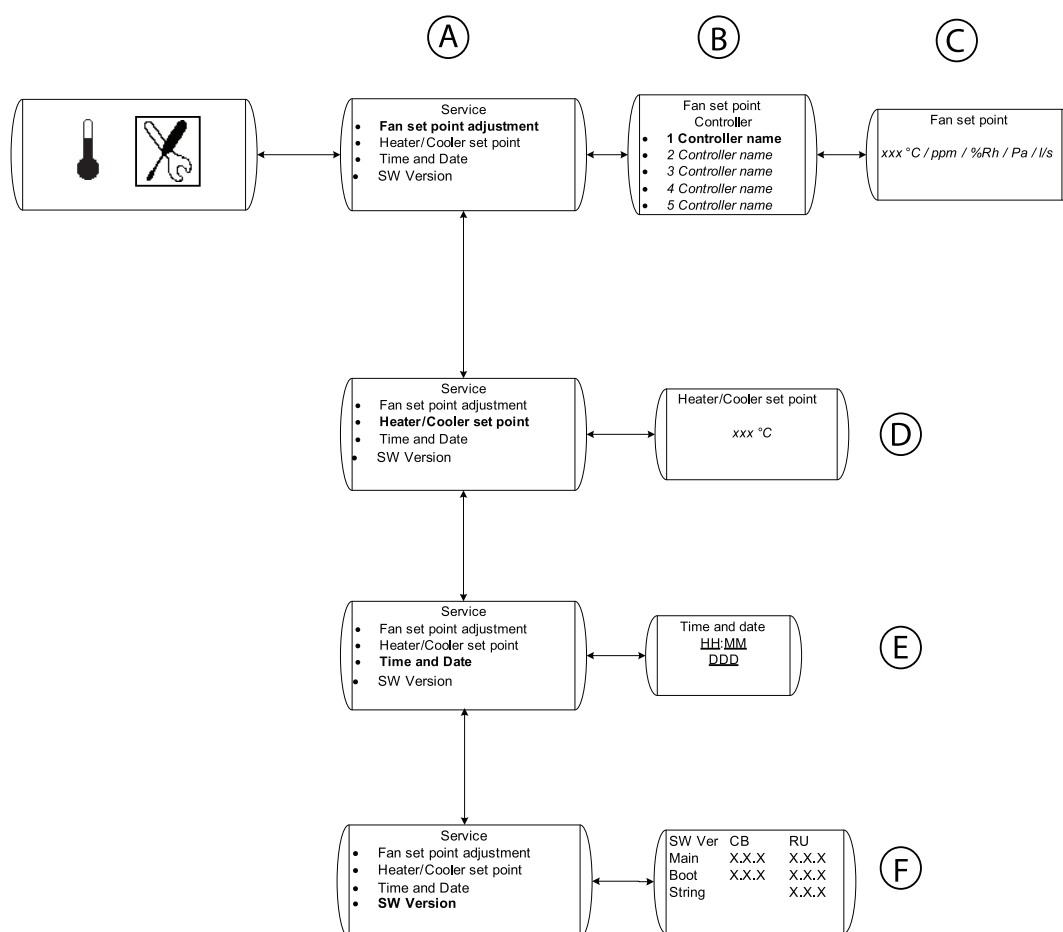 A
B
C
Service
• Fan set point adjustment
• Heater/Cooler set point
• Time and Date
• SW Version
Fan set point
Controller
• 1 Controller name
• 2 Controller name
• 3 Controller name
• 4 Controller name
• 5 Controller name
Fan set point
xxx °C / ppm / %Rh / Pa / l/s
Service
• Fan set point adjustment
• Heater/Cooler set point
• Time and Date
• SW Version
Heater/Cooler set point
xxx °C
D
Service
• Fan set point adjustment
• Heater/Cooler set point
• Time and Date
• SW Version
Time and date
HH:MM
DDD
E
Service
• Fan set point adjustment
• Heater/Cooler set point
• Time and Date
• SW Version
SW Ver CB RU
Main X.X.X X.X.X
Boot X.X.X X.X.X
String X.X.X
F